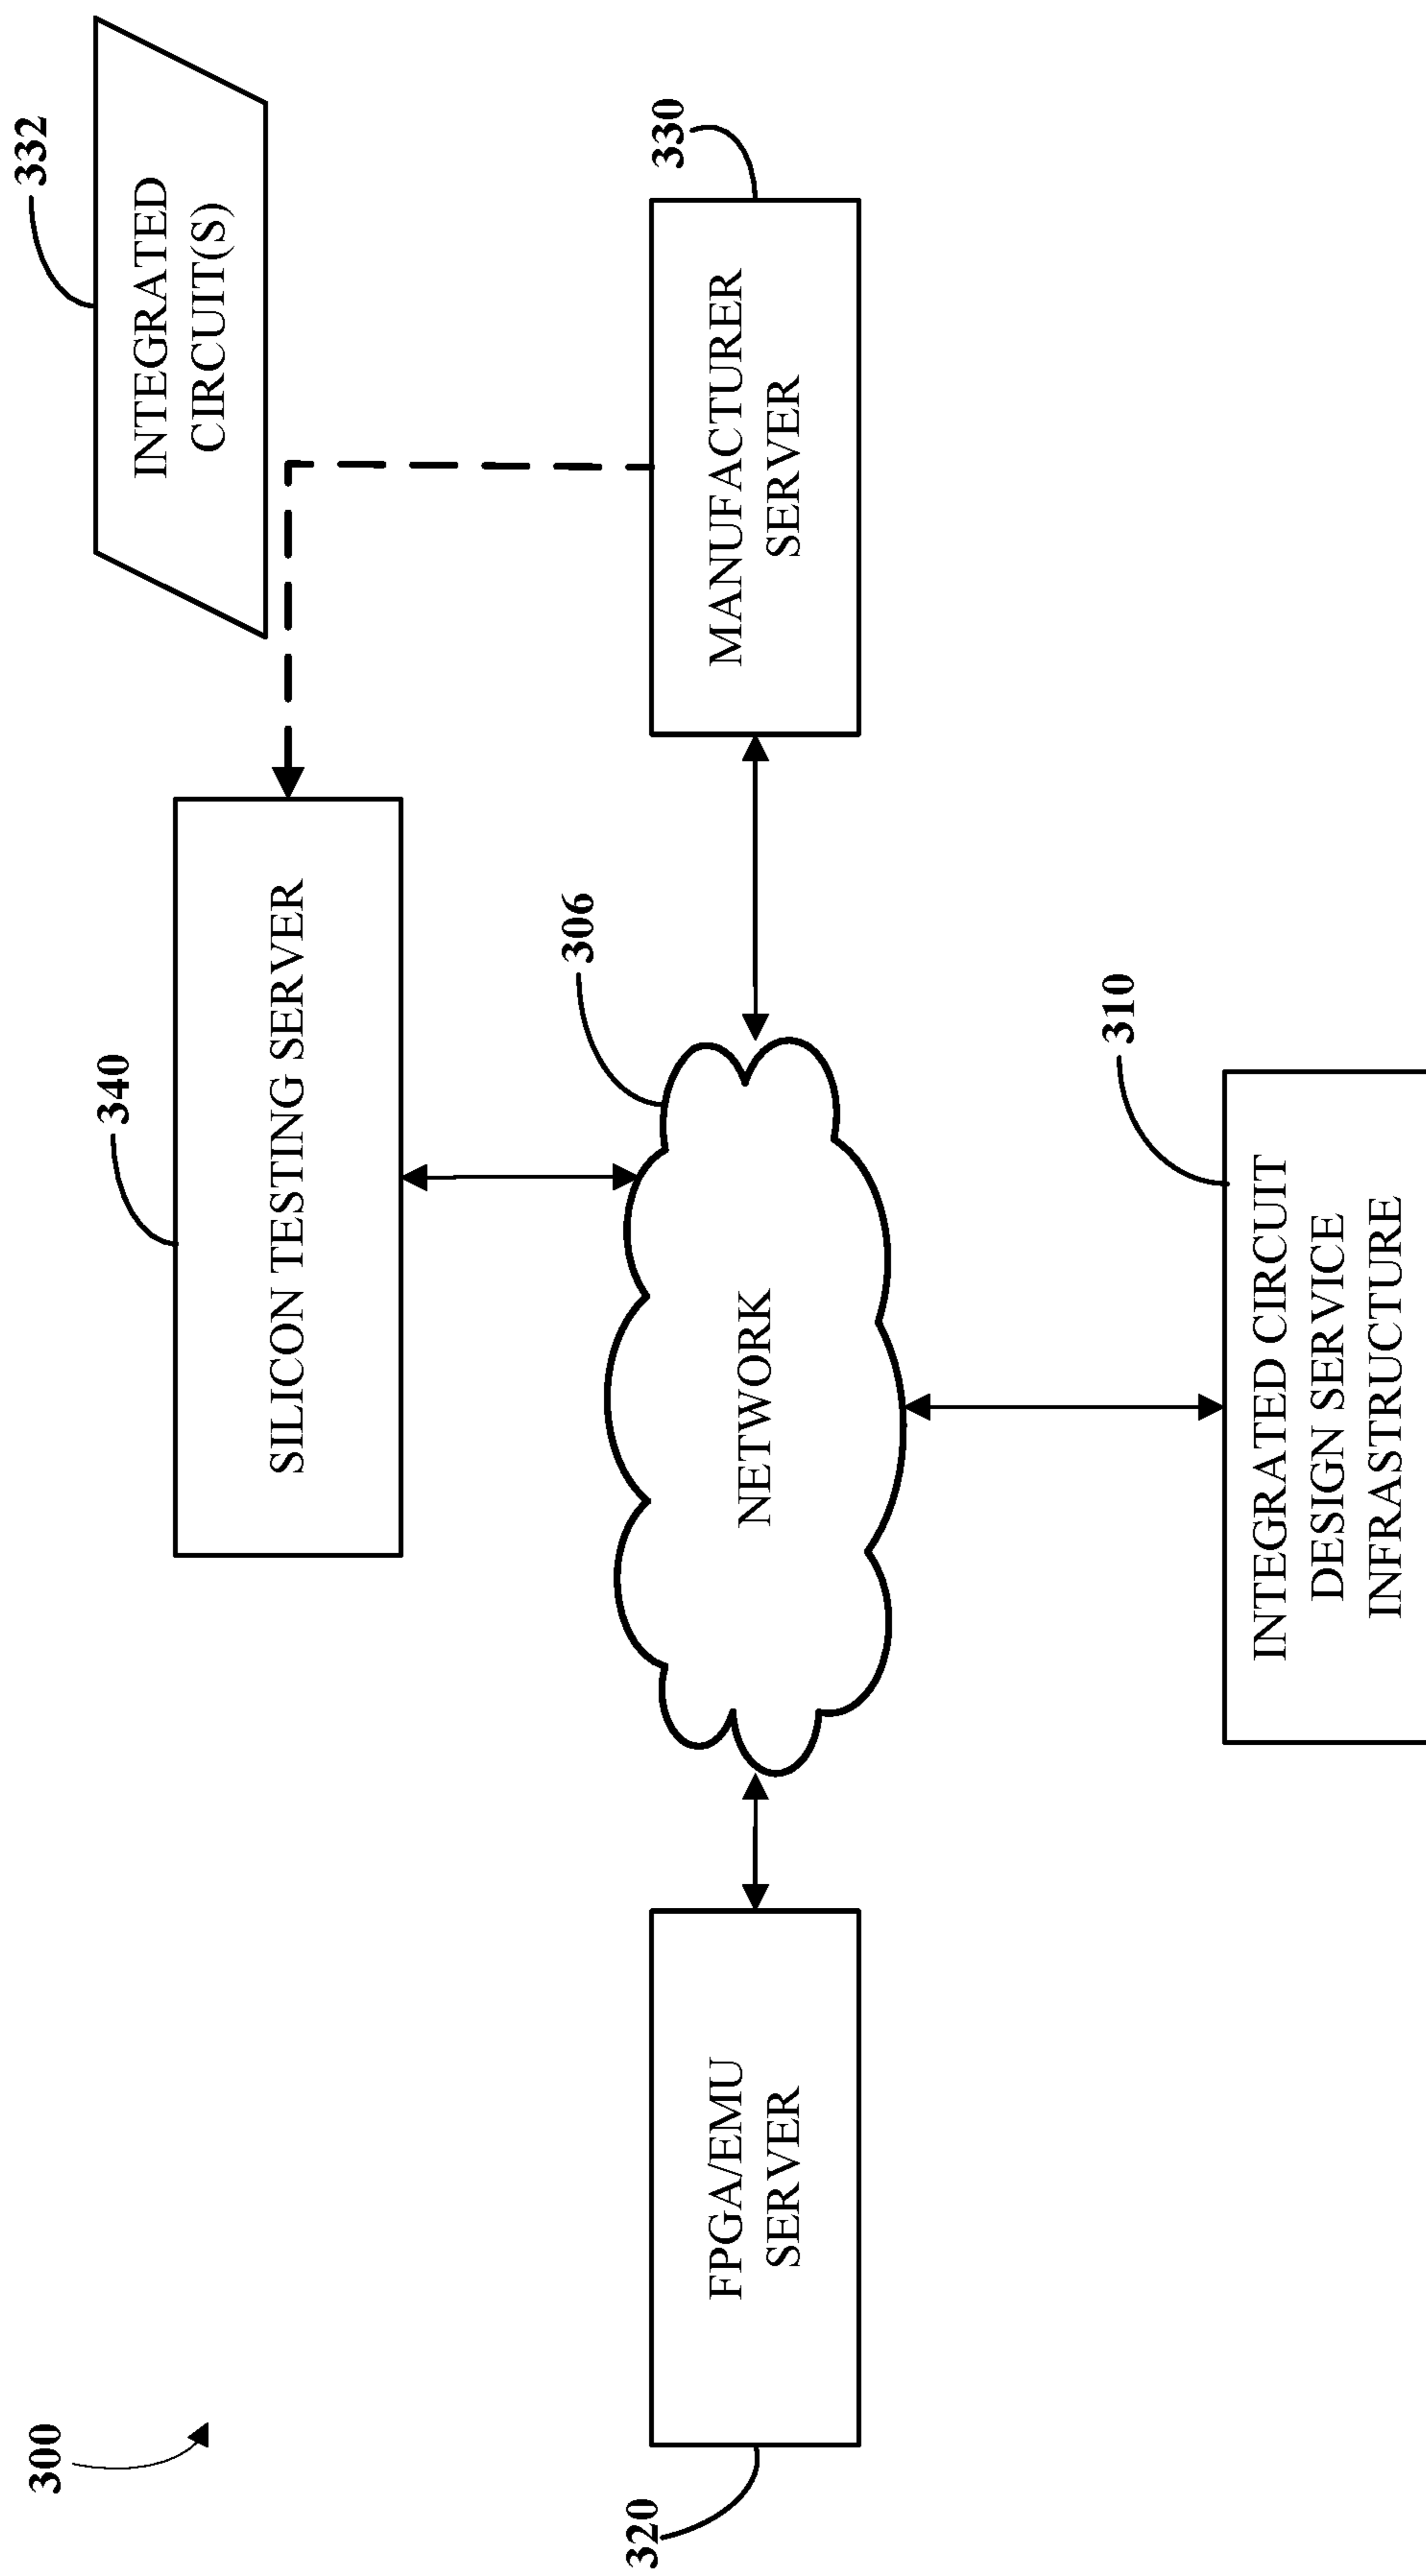 300
332
INTEGRATED
CIRCUIT(S)
340
SILICON TESTING SERVER
306
330
320
FPGA/EMU
SERVER
NETWORK
MANUFACTURER
SERVER
310
INTEGRATED CIRCUIT
DESIGN SERVICE
INFRASTRUCTURE